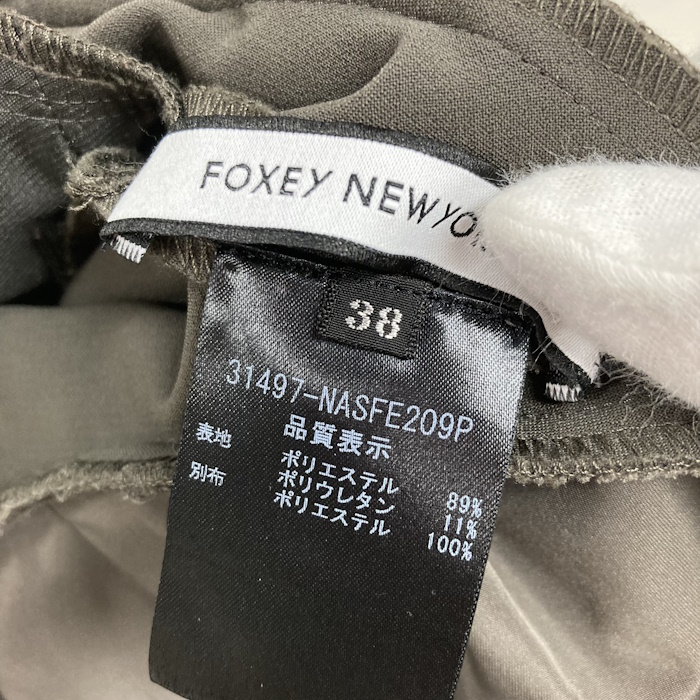 FOXEY NEWYO
38
31497-NASFE209P
品質表示
表地 ポリエステル 89%
ポリウレタン 11%
別布 ポリエステル 100%